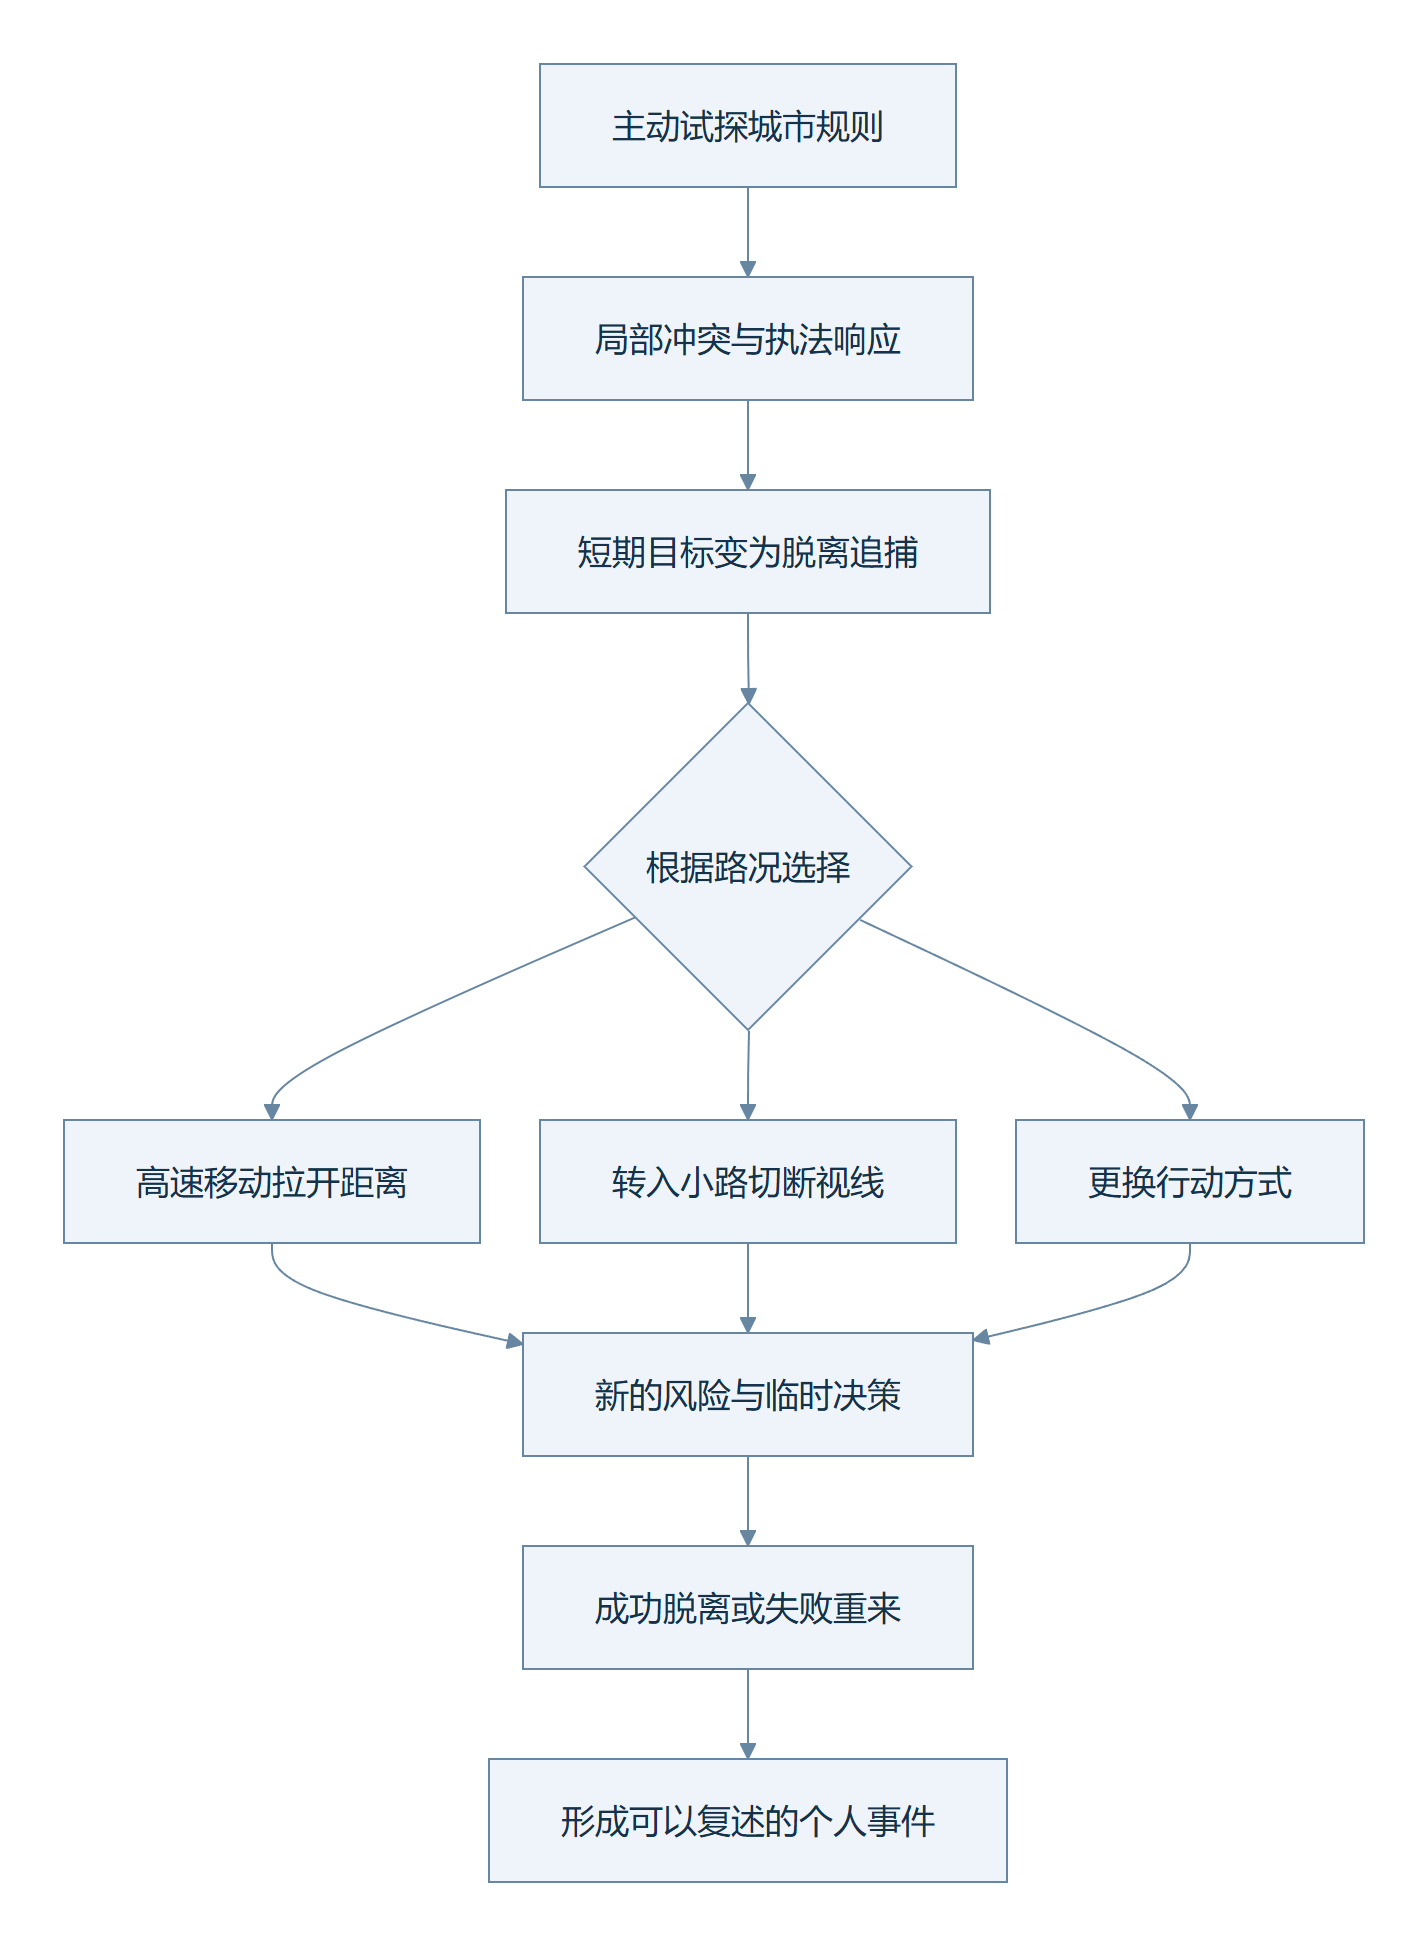 主动试探城市规则
局部冲突与执法响应
短期目标变为脱离追捕
根据路况选择
高速移动拉开距离
转入小路切断视线
更换行动方式
新的风险与临时决策
成功脱离或失败重来
形成可以复述的个人事件